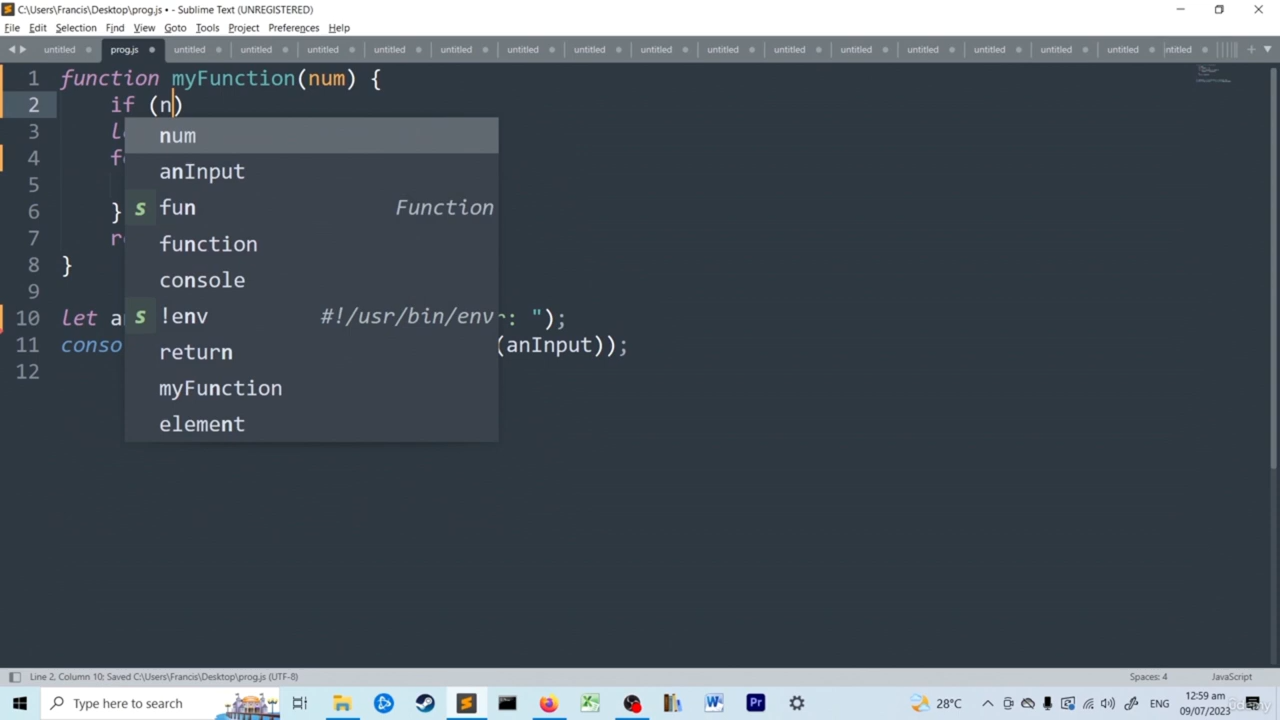 C:\Users\Francis\Desktop\prog.js • - Sublime Text (UNREGISTERED)
File Edit Selection Find View Goto Tools Project Preferences Help
untitled prog.js untitled untitled untitled untitled untitled untitled untitled untitled untitled untitled untitled untitled untitled untitled untitled ntitled
1 function myFunction(num) {
2 if (n)
3 l
4 f
5
6 }
7 r
8 }
9
10 let a r: ");
11 conso (anInput));
12
num
anInput
s fun Function
function
console
s !env #!/usr/bin/env
return
myFunction
element
Line 2, Column 10; Saved C:\Users\Francis\Desktop\prog.js (UTF-8) Spaces: 4 JavaScript
Type here to search 28°C ENG 12:59 am
09/07/2023